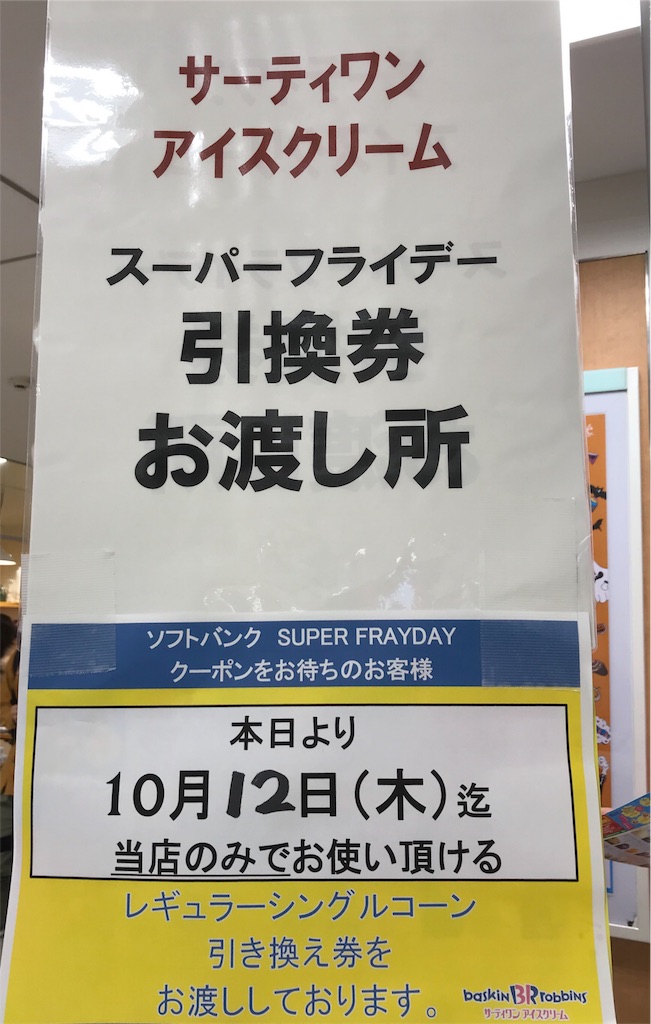 サーティワン
アイスクリーム
スーパーフライデー
引換券
お渡し所
ソフトバンク SUPER FRAYDAY
クーポンをお待ちのお客様
本日より
10月12日(木)迄
当店のみでお使い頂ける
レギュラーシングルコーン
引き換え券を
お渡ししております。
baskin BR robbins
サーティワン アイスクリーム